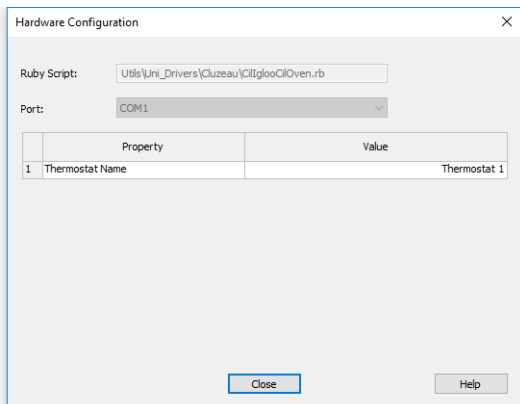 Hardware Configuration
Ruby Script: Utils\Uni_Drivers\Cluzeau\CilIglooCilOven.rb
Port: COM1
Property Value
1 Thermostat Name Thermostat 1
Close Help